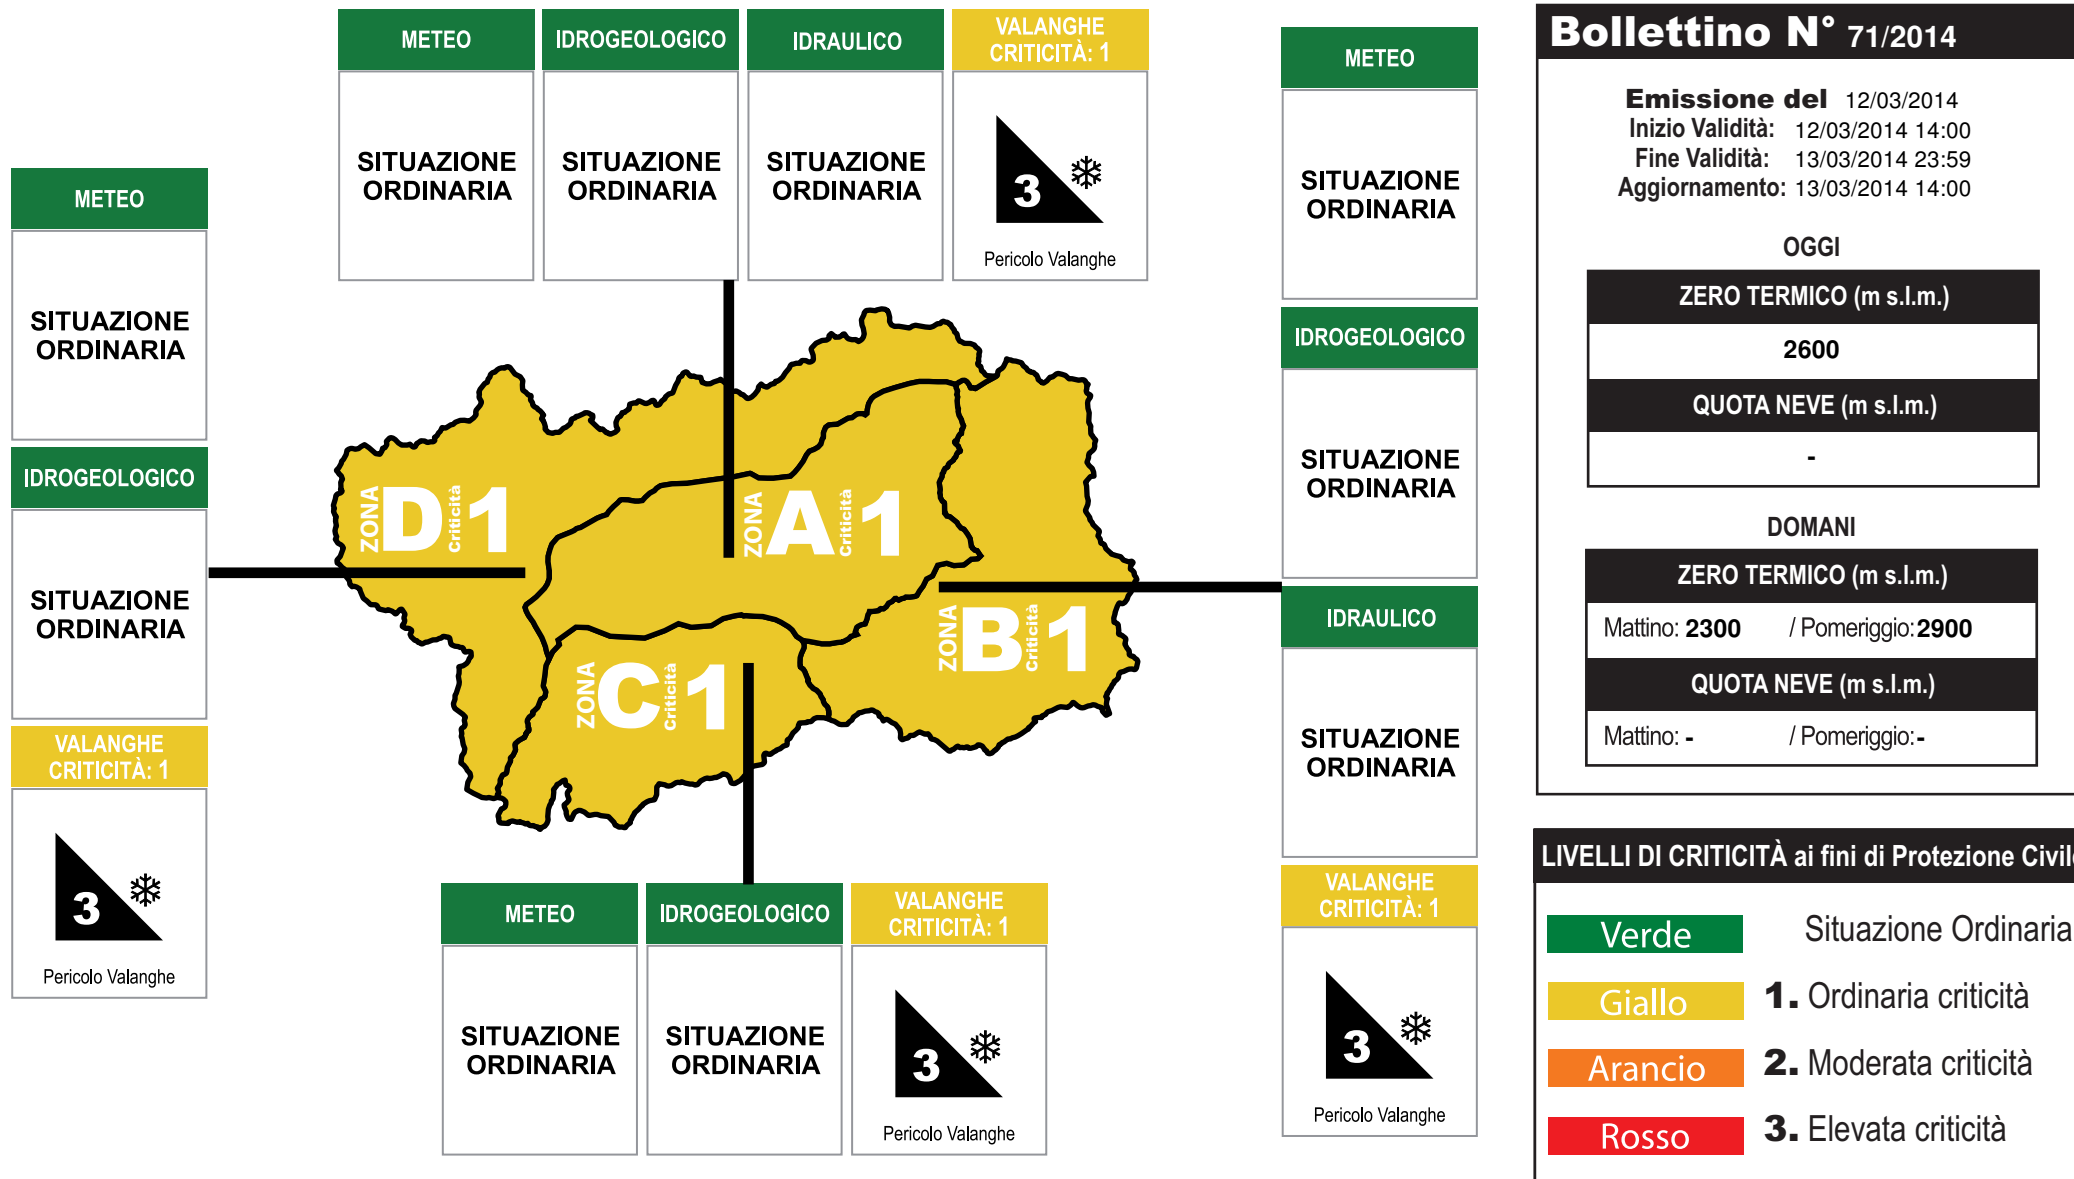 METEO
IDROGEOLOGICO
IDRAULICO
VALANGHE
CRITICITÀ: 1
SITUAZIONE
ORDINARIA
SITUAZIONE
ORDINARIA
SITUAZIONE
ORDINARIA
3
Pericolo Valanghe
METEO
SITUAZIONE
ORDINARIA
IDROGEOLOGICO
SITUAZIONE
ORDINARIA
VALANGHE
CRITICITÀ: 1
3
Pericolo Valanghe
ZONA D Criticità 1
ZONA A Criticità 1
ZONA B Criticità 1
ZONA C Criticità 1
METEO
IDROGEOLOGICO
VALANGHE
CRITICITÀ: 1
SITUAZIONE
ORDINARIA
SITUAZIONE
ORDINARIA
3
Pericolo Valanghe
METEO
SITUAZIONE
ORDINARIA
IDROGEOLOGICO
SITUAZIONE
ORDINARIA
IDRAULICO
SITUAZIONE
ORDINARIA
VALANGHE
CRITICITÀ: 1
3
Pericolo Valanghe
Bollettino N° 71/2014
Emissione del 12/03/2014
Inizio Validità: 12/03/2014 14:00
Fine Validità: 13/03/2014 23:59
Aggiornamento: 13/03/2014 14:00
OGGI
ZERO TERMICO (m s.l.m.)
2600
QUOTA NEVE (m s.l.m.)
-
DOMANI
ZERO TERMICO (m s.l.m.)
Mattino: 2300 / Pomeriggio: 2900
QUOTA NEVE (m s.l.m.)
Mattino: - / Pomeriggio: -
LIVELLI DI CRITICITÀ ai fini di Protezione Civile
Verde Situazione Ordinaria
Giallo 1. Ordinaria criticità
Arancio 2. Moderata criticità
Rosso 3. Elevata criticità